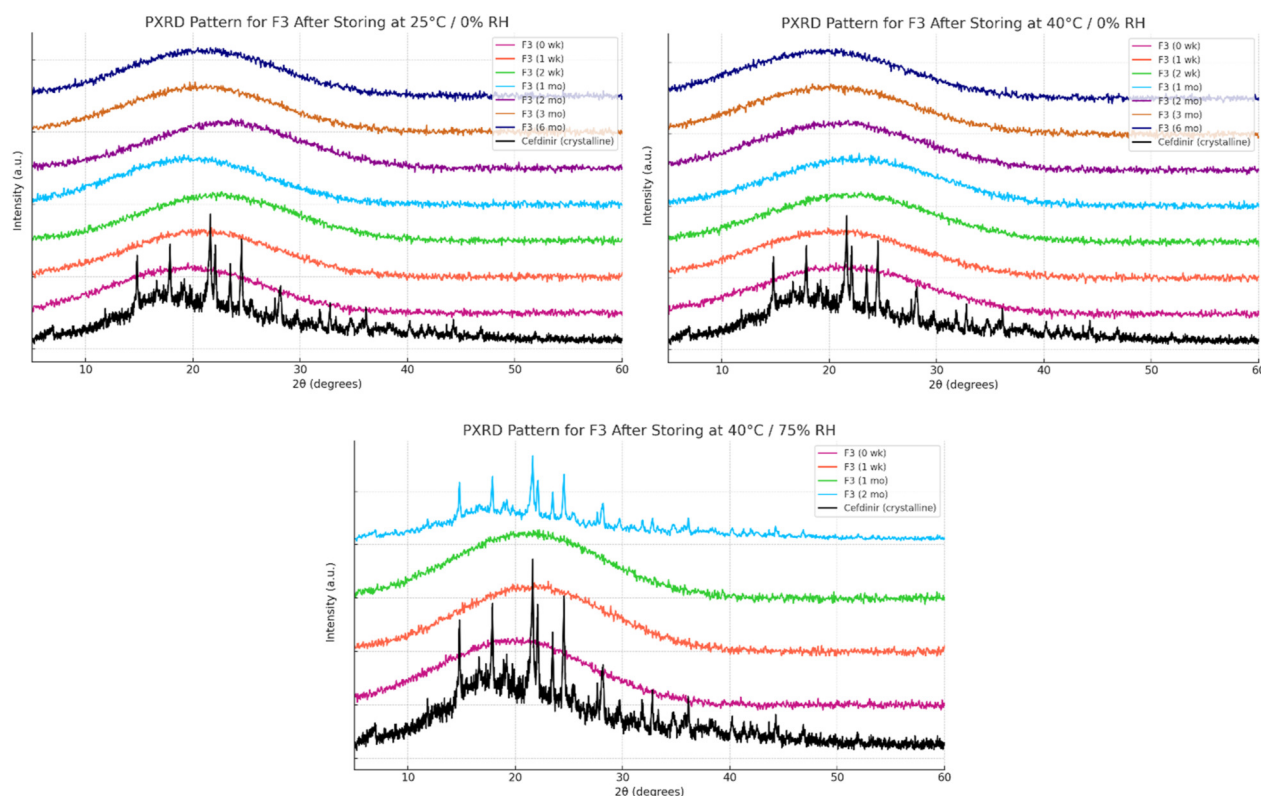 PXRD Pattern for F3 After Storing at 25°C / 0% RH
F3 (0 wk)
F3 (1 wk)
F3 (2 wk)
F3 (1 mo)
F3 (2 mo)
F3 (3 mo)
F3 (6 mo)
Cefdinir (crystalline)
Intensity (a.u.)
10 20 30 40 50 60
2θ (degrees)
PXRD Pattern for F3 After Storing at 40°C / 0% RH
F3 (0 wk)
F3 (1 wk)
F3 (2 wk)
F3 (1 mo)
F3 (2 mo)
F3 (3 mo)
F3 (6 mo)
Cefdinir (crystalline)
Intensity (a.u.)
10 20 30 40 50 60
2θ (degrees)
PXRD Pattern for F3 After Storing at 40°C / 75% RH
F3 (0 wk)
F3 (1 wk)
F3 (1 mo)
F3 (2 mo)
Cefdinir (crystalline)
Intensity (a.u.)
10 20 30 40 50 60
2θ (degrees)